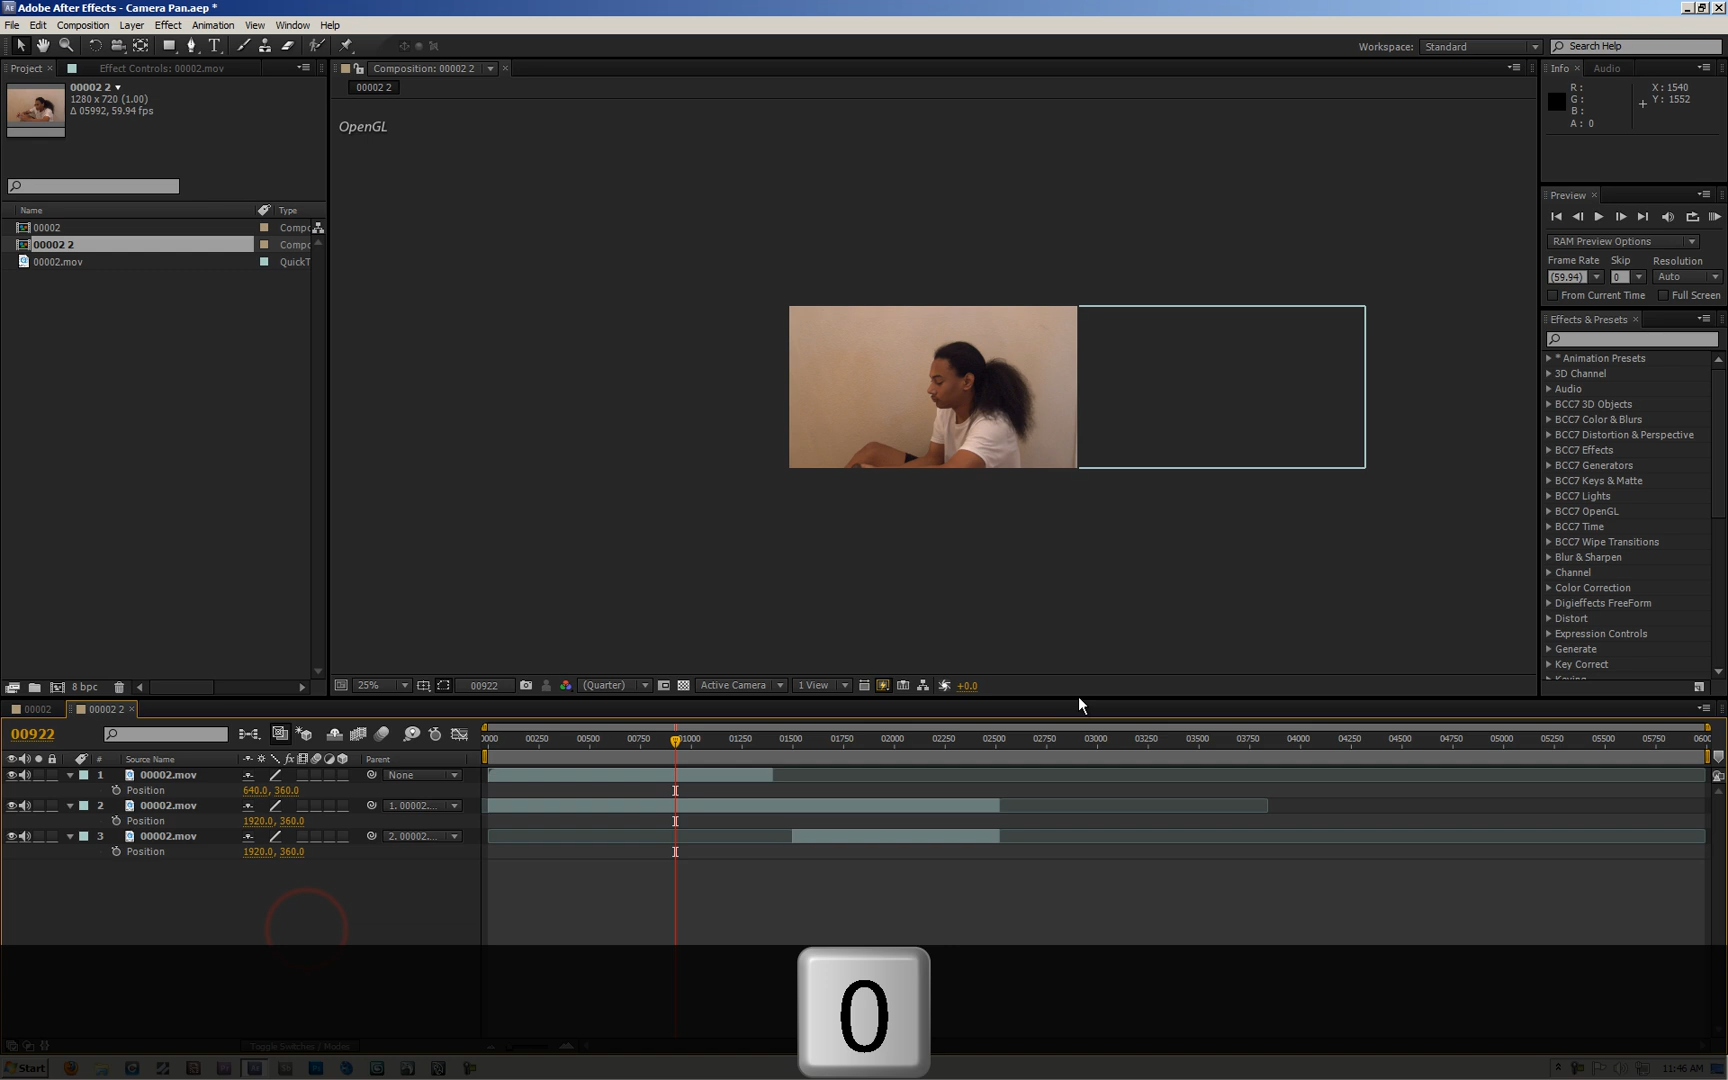 Adobe After Effects - Camera Pan.aep *
File Edit Composition Layer Effect Animation View Window Help
Workspace: Standard Search Help
Project Effect Controls: 00002.mov
00002 2
1280 x 720 (1.00)
Δ 05992, 59.94 fps
Name Type
00002 Compo
00002 2 Compo
00002.mov QuickT
8 bpc
Composition: 00002 2
00002 2
OpenGL
25% 00922 (Quarter) Active Camera 1 View +0.0
Info Audio
R :
G :
B :
A : 0
X : 1540
Y : 1552
Preview
RAM Preview Options
Frame Rate Skip Resolution
(59.94) 0 Auto
From Current Time Full Screen
Effects & Presets
* Animation Presets
3D Channel
Audio
BCC7 3D Objects
BCC7 Color & Blurs
BCC7 Distortion & Perspective
BCC7 Effects
BCC7 Generators
BCC7 Keys & Matte
BCC7 Lights
BCC7 OpenGL
BCC7 Time
BCC7 Wipe Transitions
Blur & Sharpen
Channel
Color Correction
Digieffects FreeForm
Distort
Expression Controls
Generate
Key Correct
00002 00002 2
00922
0000 00250 00500 00750 01000 01250 01500 01750 02000 02250 02500 02750 03000 03250 03500 03750 04000 04250 04500 04750 05000 05250 05500 05750 0600
# Source Name fx Parent
1 00002.mov None
Position 640.0, 360.0
2 00002.mov 1. 00002....
Position 1920.0, 360.0
3 00002.mov 2. 00002....
Position 1920.0, 360.0
Toggle Switches / Modes
0
Start 11:46 AM